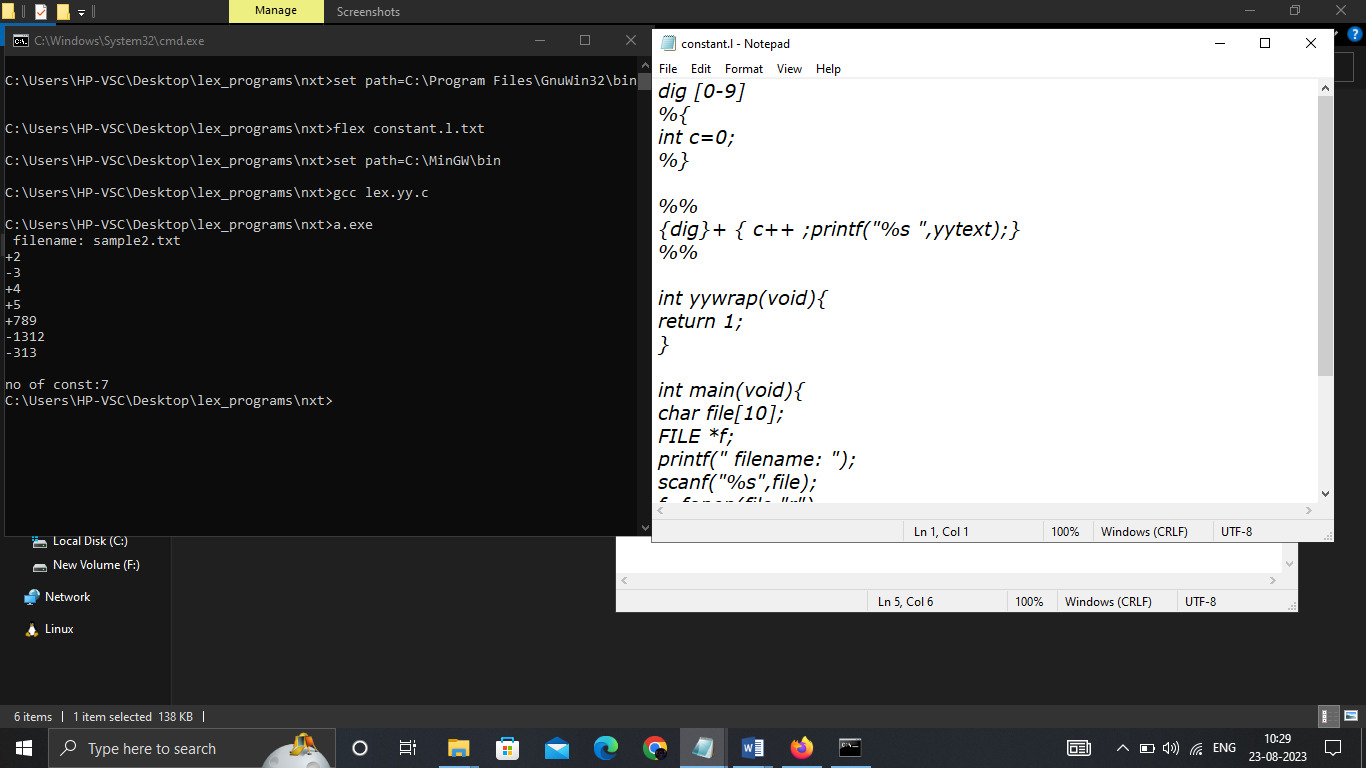 Manage
Screenshots
C:\Windows\System32\cmd.exe
C:\Users\HP-VSC\Desktop\lex_programs\nxt>set path=C:\Program Files\GnuWin32\bin
C:\Users\HP-VSC\Desktop\lex_programs\nxt>flex constant.l.txt
C:\Users\HP-VSC\Desktop\lex_programs\nxt>set path=C:\MinGW\bin
C:\Users\HP-VSC\Desktop\lex_programs\nxt>gcc lex.yy.c
C:\Users\HP-VSC\Desktop\lex_programs\nxt>a.exe
 filename: sample2.txt
+2
-3
+4
+5
+789
-1312
-313
no of const:7
C:\Users\HP-VSC\Desktop\lex_programs\nxt>
constant.l - Notepad
File Edit Format View Help
dig [0-9]
%{
int c=0;
%}
%%
{dig}+ { c++ ;printf("%s ",yytext);}
%%
int yywrap(void){
return 1;
}
int main(void){
char file[10];
FILE *f;
printf(" filename: ");
scanf("%s",file);
Ln 1, Col 1 100% Windows (CRLF) UTF-8
Ln 5, Col 6 100% Windows (CRLF) UTF-8
Local Disk (C:)
New Volume (F:)
Network
Linux
6 items 1 item selected 138 KB
Type here to search
ENG
10:29
23-08-2023